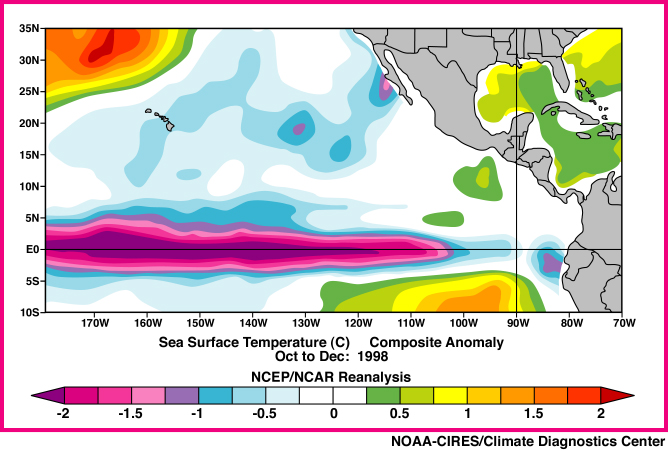 35N
30N
25N
20N
15N
10N
5N
E0
5S
10S
170W 160W 150W 140W 130W 120W 110W 100W 90W 80W 70W
Sea Surface Temperature (C) Composite Anomaly
Oct to Dec: 1998
NCEP/NCAR Reanalysis
-2 -1.5 -1 -0.5 0 0.5 1 1.5 2
NOAA-CIRES/Climate Diagnostics Center